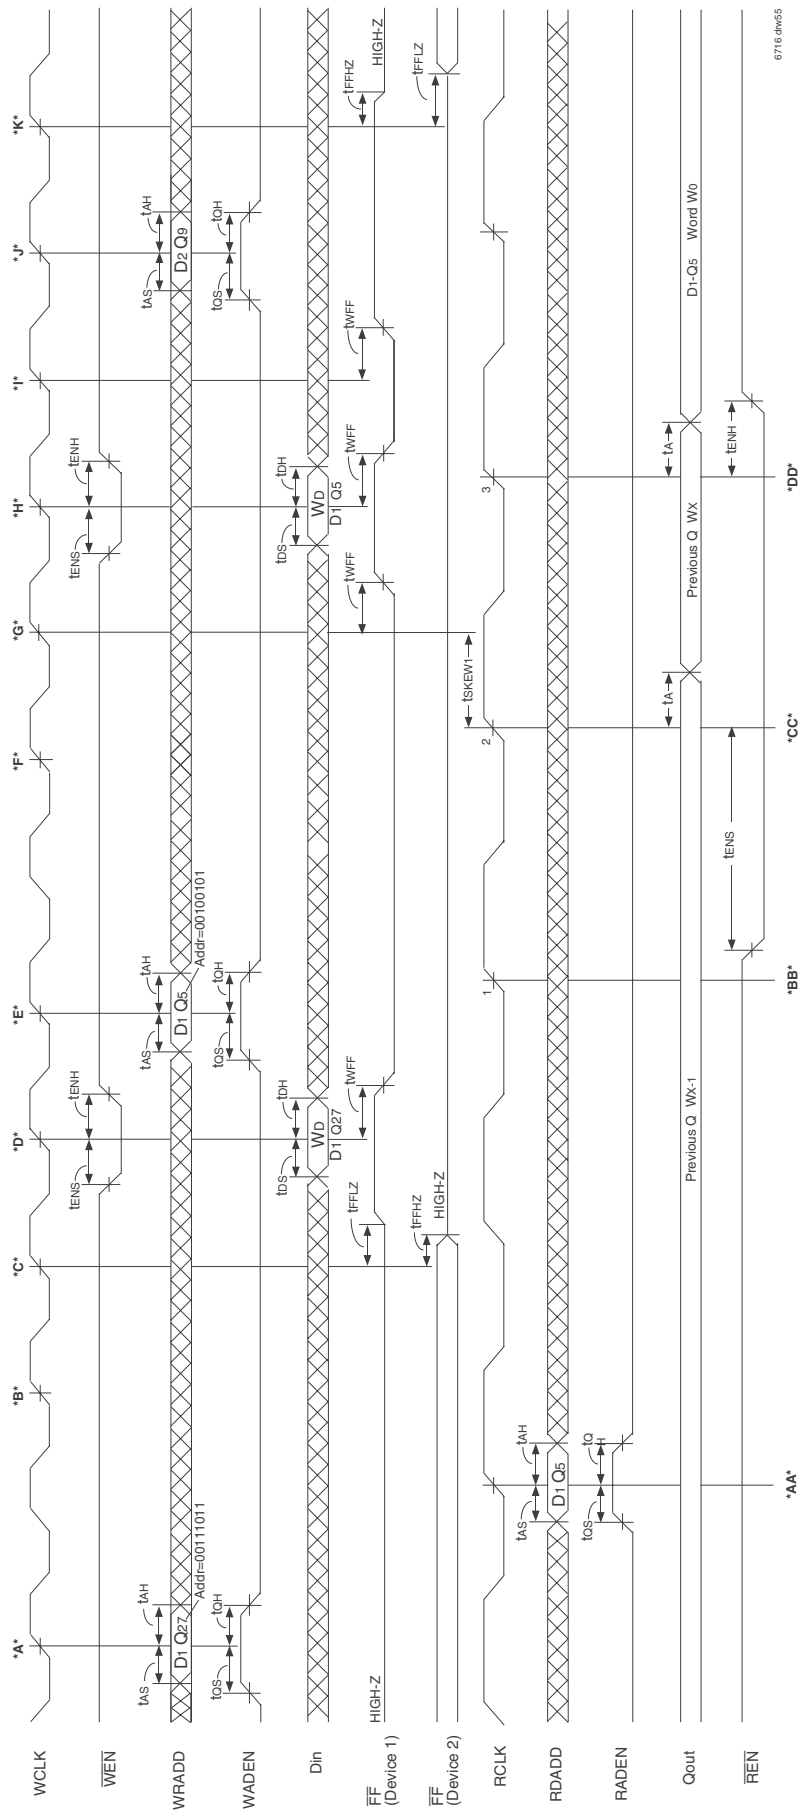 *A* *B* *C* *D* *E* *F* *G* *H* *I* *J* *K*
WCLK
WEN
tENS tENH tENS tENH
WRADD
tAS tAH tAS tAH tAS tAH
D1 Q27 D1 Q5 D2 Q9
Addr=00111011 Addr=00100101
WADEN
tQS tQH tQS tQH tQS tQH
Din
tDS tDH tDS tDH
WD WD
D1 Q27 D1 Q5
FF
(Device 1)
HIGH-Z tFFLZ tWFF tWFF tWFF tWFF tFFHZ HIGH-Z
FF
(Device 2)
tFFHZ HIGH-Z tFFLZ
tSKEW1
RCLK
1 2 3
RDADD
tAS tAH
D1 Q5
RADEN
tQS tQH
Qout
tA tA
Previous Q WX-1 Previous Q WX D1-Q5 Word W0
REN
tENS tENH
*AA* *BB* *CC* *DD*
6716 drw55